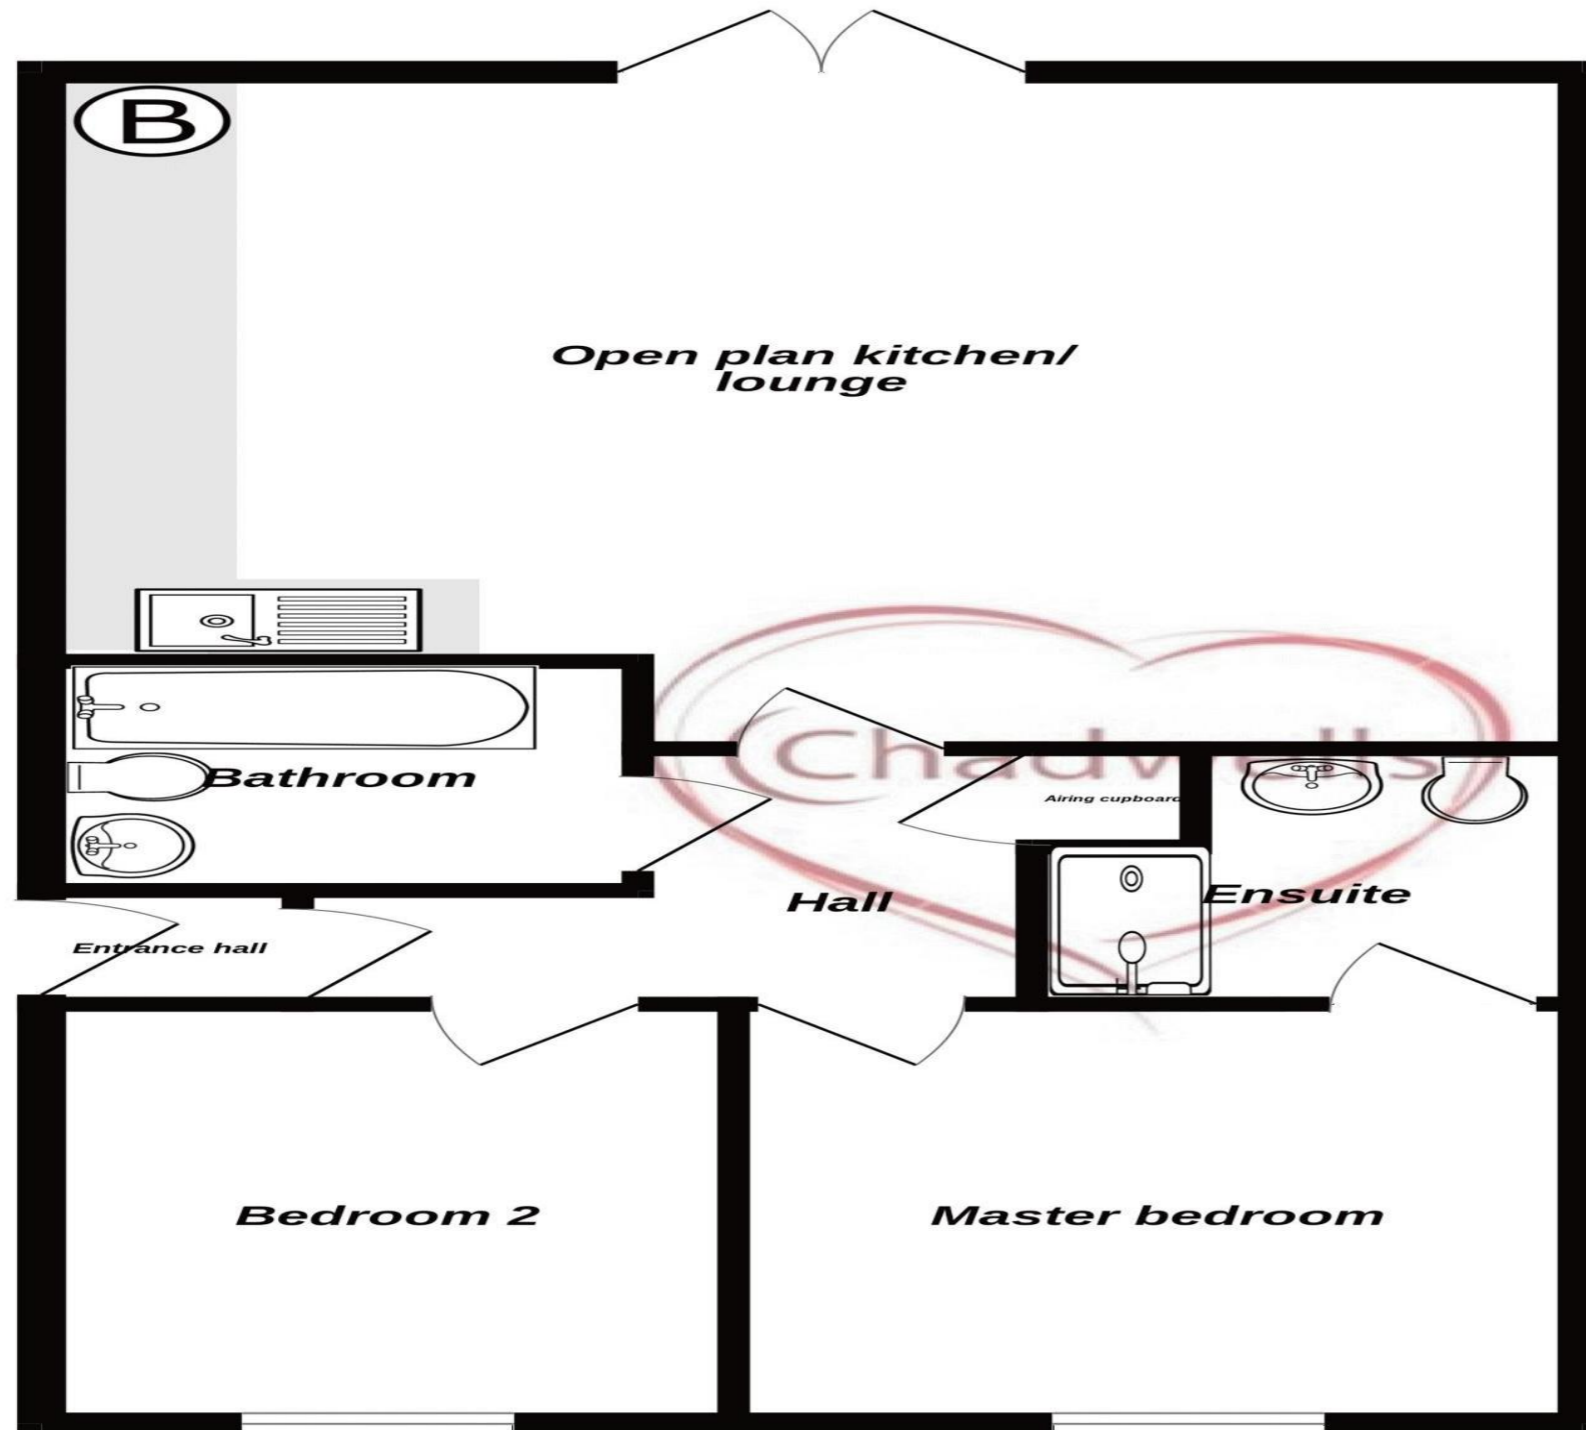 B
Open plan kitchen/
lounge
Bathroom
Chadwells
Airing cupboard
Ensuite
Hall
Entrance hall
Bedroom 2
Master bedroom